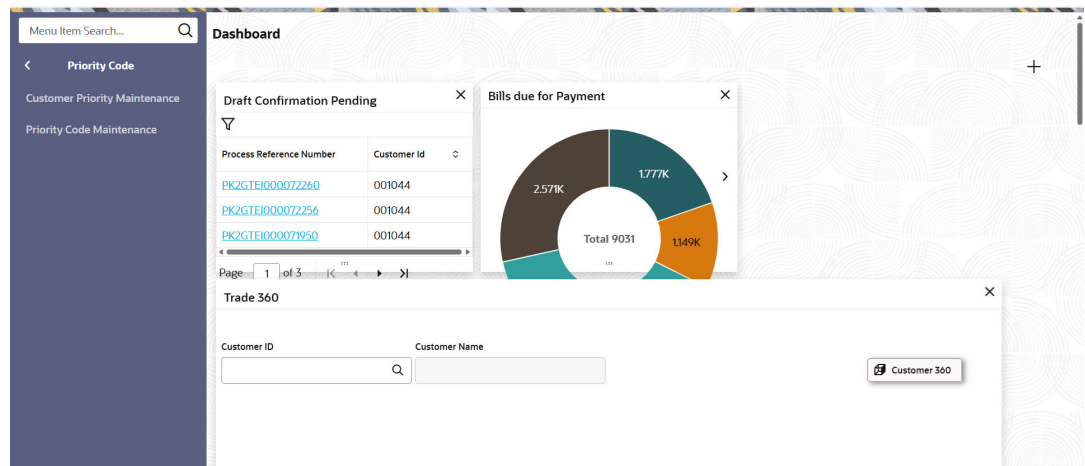 Menu Item Search...
Dashboard
Priority Code
Customer Priority Maintenance
Priority Code Maintenance
Draft Confirmation Pending
Process Reference Number Customer Id
PK2GTEI000072260 001044
PK2GTEI000072256 001044
PK2GTEI000071950 001044
Page 1 of 3
Bills due for Payment
1.777K
2.571K
Total 9031
1.149K
Trade 360
Customer ID Customer Name
Customer 360